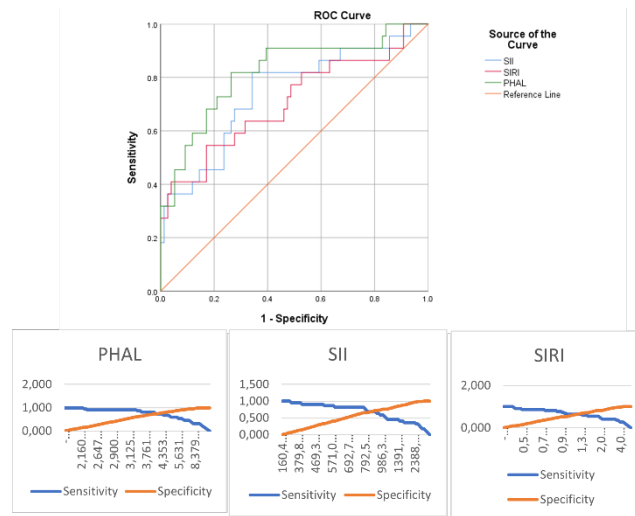 ROC Curve
Source of the
Curve
SII
SIRI
PHAL
Reference Line
1.0
0.8
0.6
0.4
0.2
0.0
Sensitivity
0.0 0.2 0.4 0.6 0.8 1.0
1 - Specificity
PHAL
2,000
1,000
0,000
-...
2,160...
2,647...
2,900...
3,125...
3,761...
4,353...
5,631...
8,379...
Sensitivity Specificity
SII
1,500
1,000
0,500
0,000
160,4...
379,8...
469,3...
571,0...
692,7...
792,5...
986,3...
1391,...
2388,...
Sensitivity Specificity
SIRI
2,000
0,000
-...
0,5...
0,7...
0,9...
1,3...
2,0...
4,0...
Sensitivity
Specificity